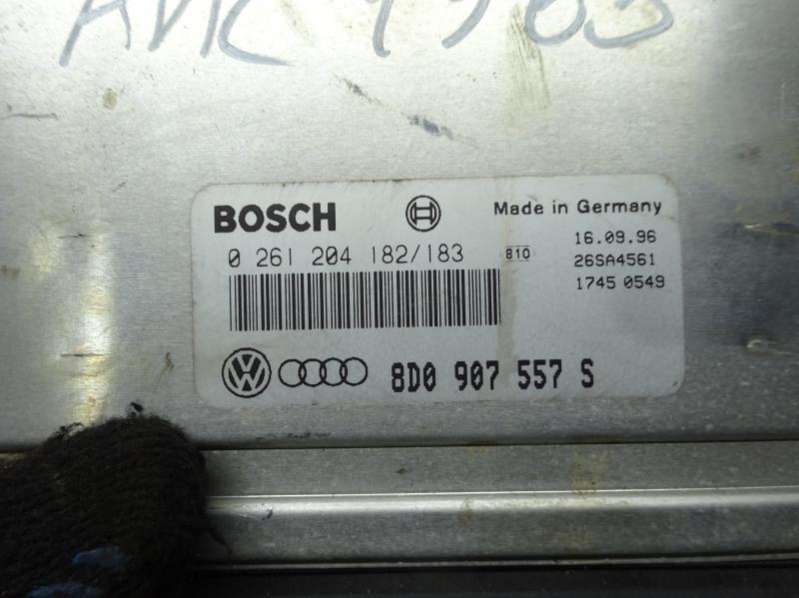 BOSCH
Made in Germany
0 261 204 182/183
810
16.09.96
26SA4561
1745 0549
8D0 907 557 S